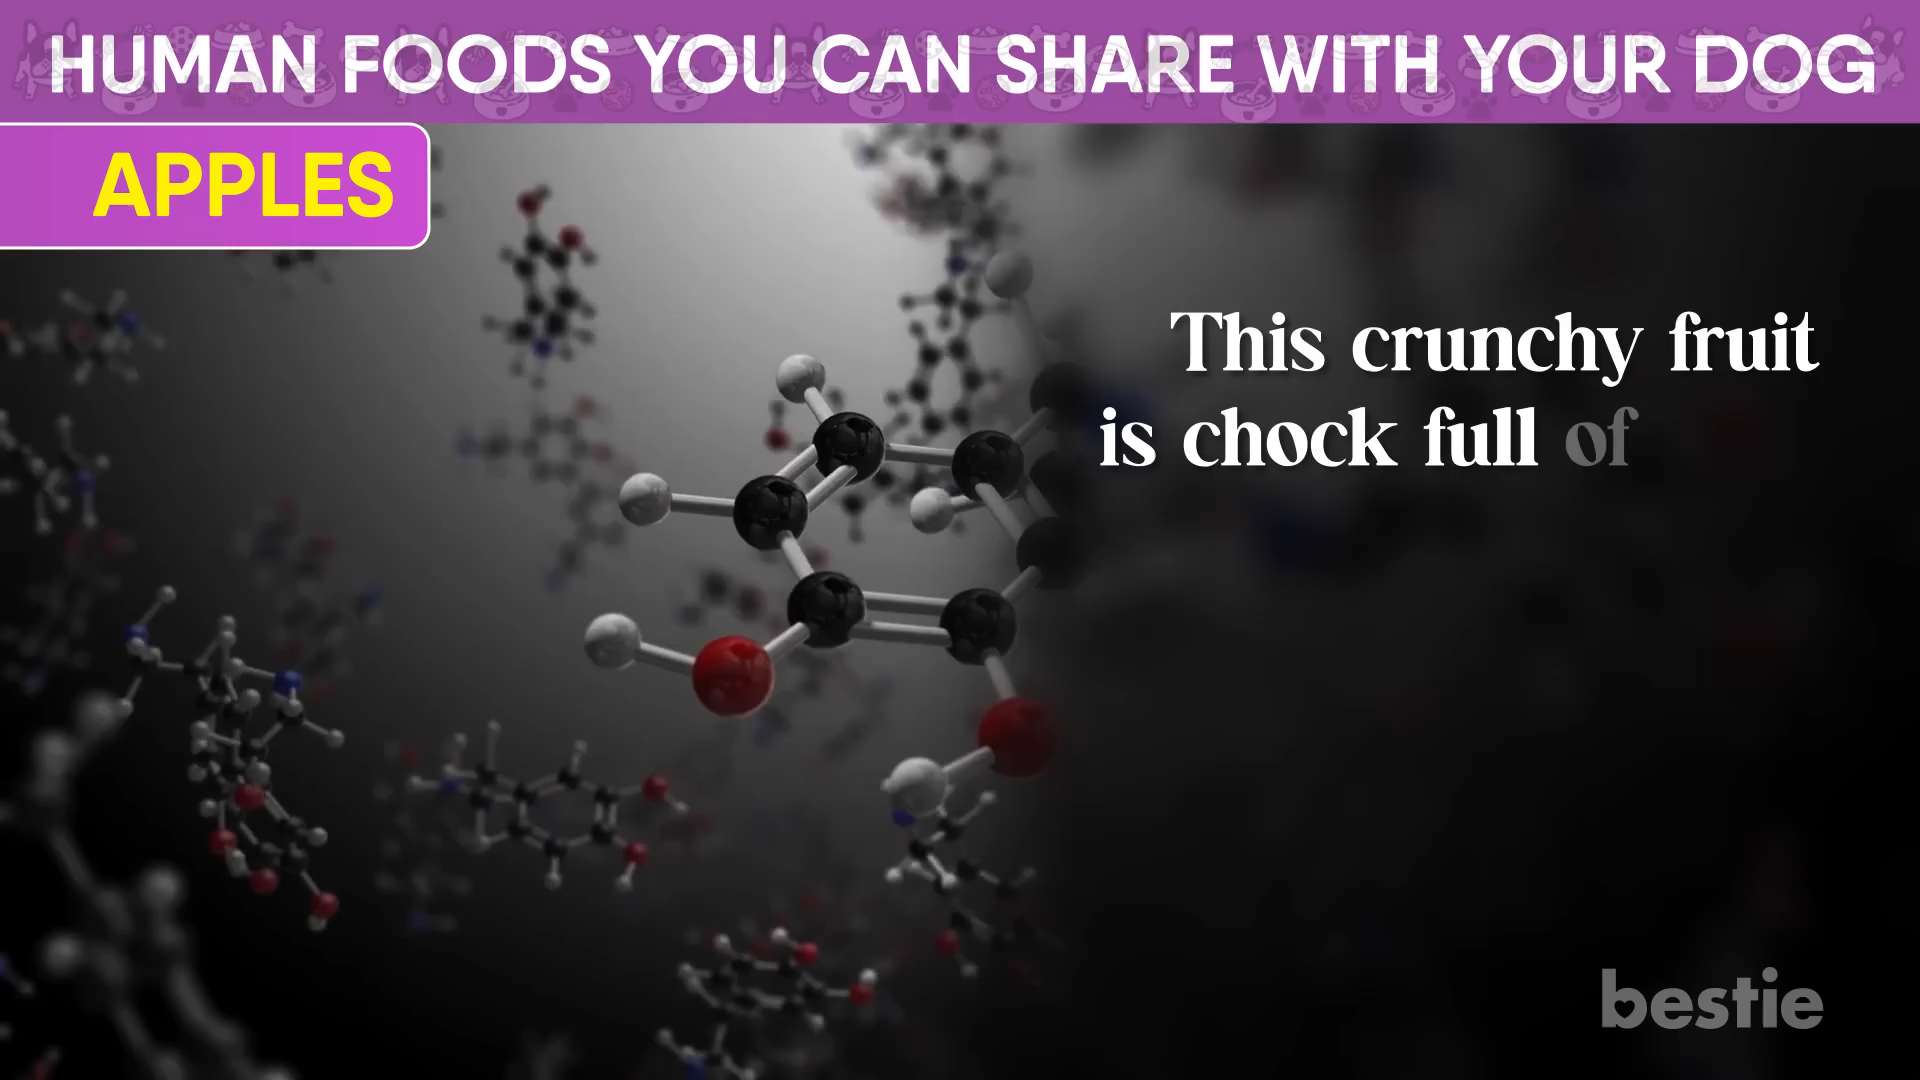 HUMAN FOODS YOU CAN SHARE WITH YOUR DOG
APPLES
This crunchy fruit
is chock full of
bestie